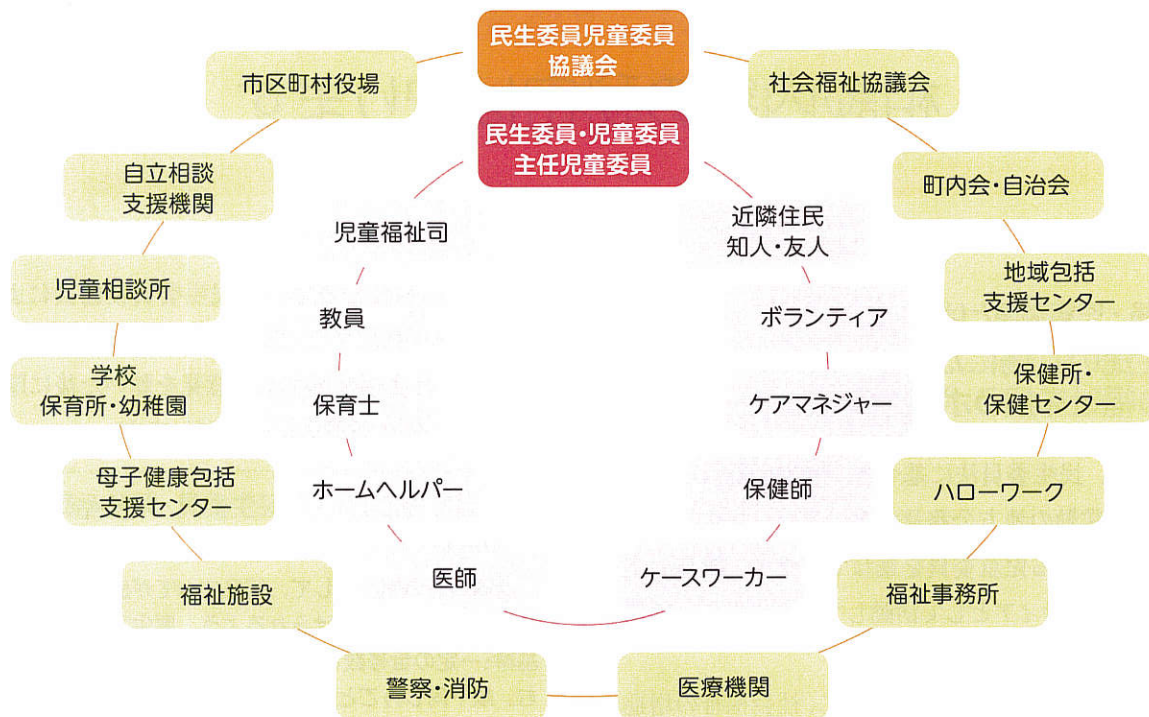 民生委員児童委員
協議会
市区町村役場
社会福祉協議会
民生委員・児童委員
主任児童委員
自立相談
支援機関
町内会・自治会
児童福祉司
近隣住民
知人・友人
児童相談所
地域包括
支援センター
教員
ボランティア
学校
保育所・幼稚園
保健所・
保健センター
保育士
ケアマネジャー
母子健康包括
支援センター
ホームヘルパー
保健師
ハローワーク
福祉施設
医師
ケースワーカー
福祉事務所
警察・消防
医療機関